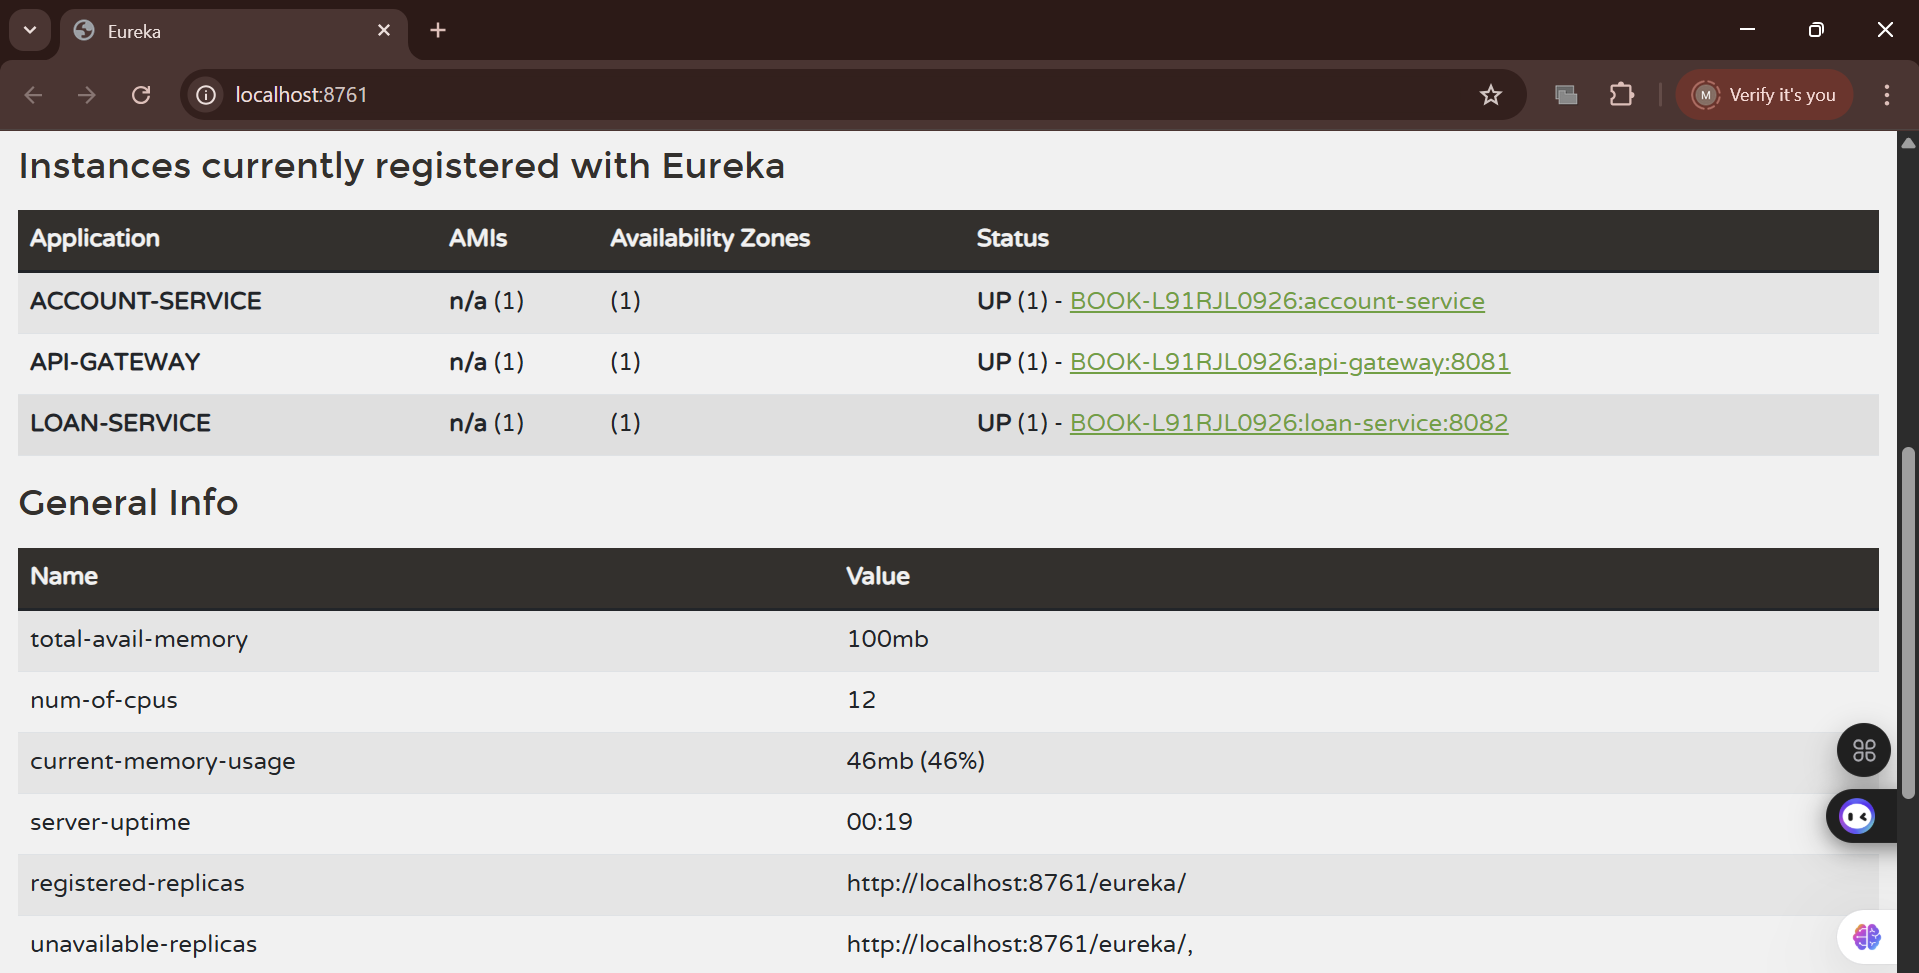 Eureka
localhost:8761
M Verify it's you
Instances currently registered with Eureka
Application AMIs Availability Zones Status
ACCOUNT-SERVICE n/a (1) (1) UP (1) - BOOK-L91RJL0926:account-service
API-GATEWAY n/a (1) (1) UP (1) - BOOK-L91RJL0926:api-gateway:8081
LOAN-SERVICE n/a (1) (1) UP (1) - BOOK-L91RJL0926:loan-service:8082
General Info
Name Value
total-avail-memory 100mb
num-of-cpus 12
current-memory-usage 46mb (46%)
server-uptime 00:19
registered-replicas http://localhost:8761/eureka/
unavailable-replicas http://localhost:8761/eureka/,